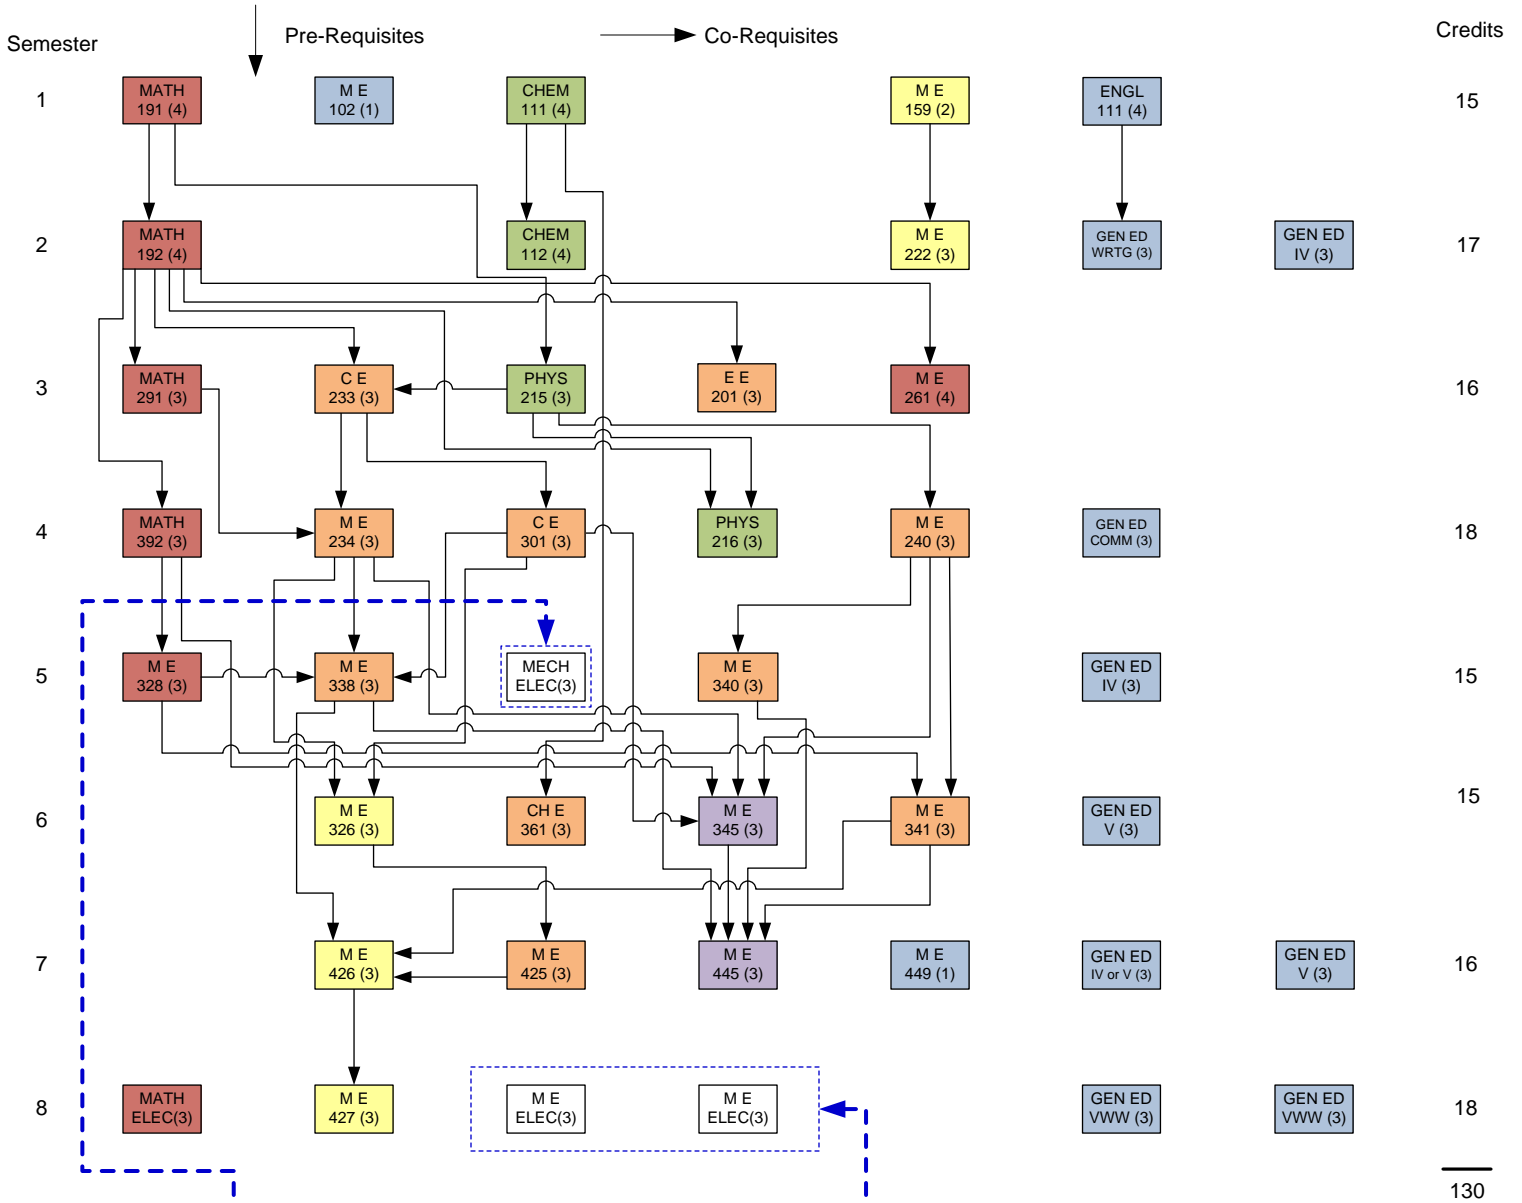 Semester
Pre-Requisites
Co-Requisites
Credits
1
MATH
191 (4)
M E
102 (1)
CHEM
111 (4)
M E
159 (2)
ENGL
111 (4)
15
2
MATH
192 (4)
CHEM
112 (4)
M E
222 (3)
GEN ED
WRTG (3)
GEN ED
IV (3)
17
3
MATH
291 (3)
C E
233 (3)
PHYS
215 (3)
E E
201 (3)
M E
261 (4)
16
4
MATH
392 (3)
M E
234 (3)
C E
301 (3)
PHYS
216 (3)
M E
240 (3)
GEN ED
COMM (3)
18
5
M E
328 (3)
M E
338 (3)
MECH
ELEC(3)
M E
340 (3)
GEN ED
IV (3)
15
6
M E
326 (3)
CH E
361 (3)
M E
345 (3)
M E
341 (3)
GEN ED
V (3)
15
7
M E
426 (3)
M E
425 (3)
M E
445 (3)
M E
449 (1)
GEN ED
IV or V (3)
GEN ED
V (3)
16
8
MATH
ELEC(3)
M E
427 (3)
M E
ELEC(3)
M E
ELEC(3)
GEN ED
VWW (3)
GEN ED
VWW (3)
18
130